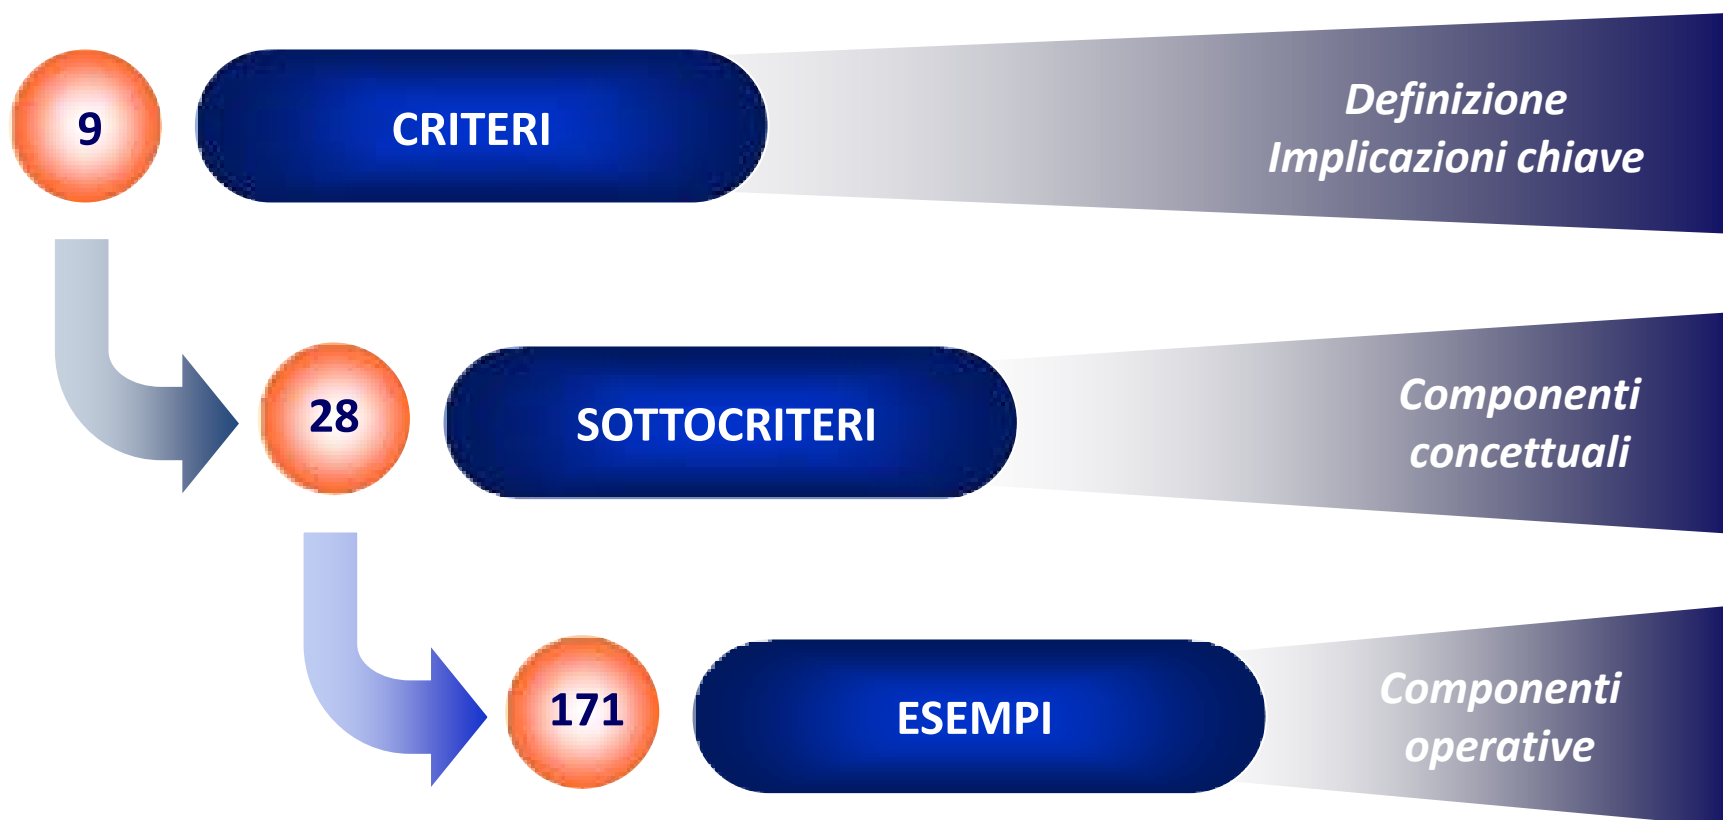 9
CRITERI
Definizione
Implicazioni chiave
28
SOTTOCRITERI
Componenti
concettuali
171
ESEMPI
Componenti
operative